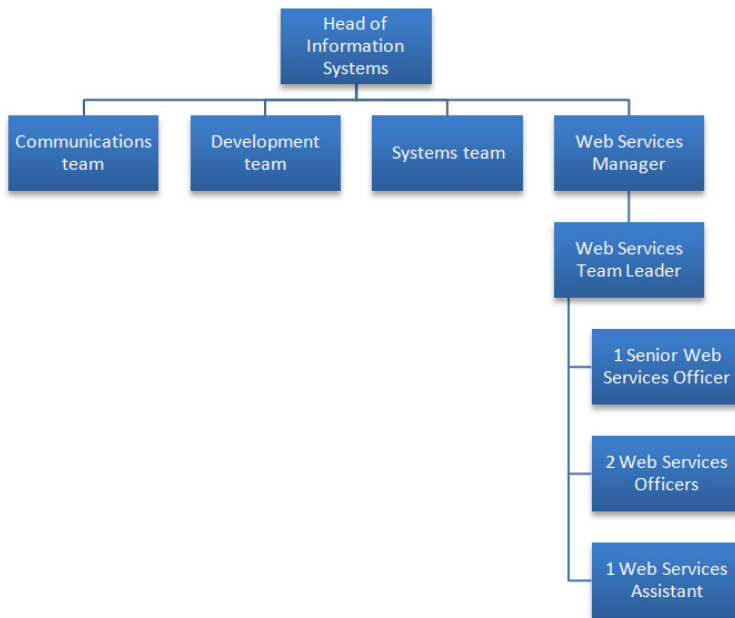 Head of
Information
Systems
Communications
team
Development
team
Systems team
Web Services
Manager
Web Services
Team Leader
1 Senior Web
Services Officer
2 Web Services
Officers
1 Web Services
Assistant